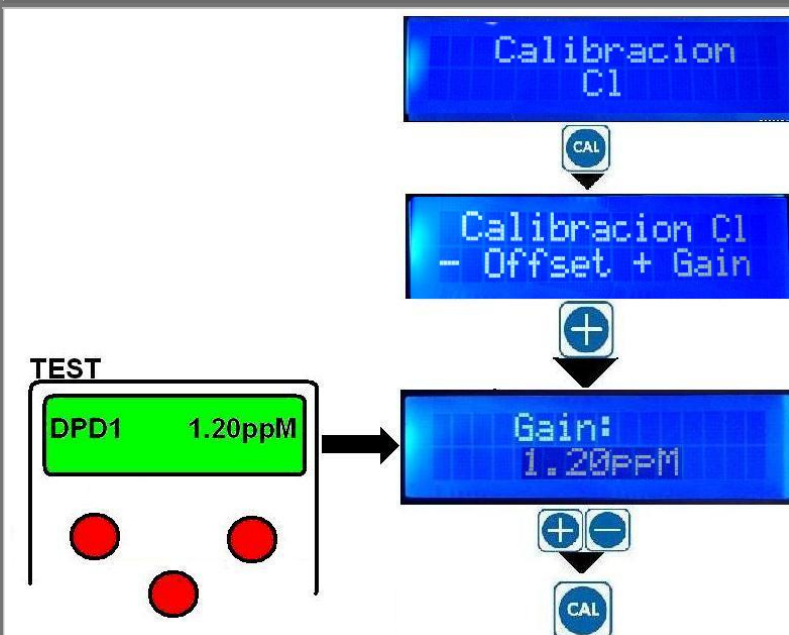 Calibracion
Cl
CAL
Calibracion Cl
- Offset + Gain
+
TEST
DPD1 1.20ppM
Gain:
1.20ppM
+ -
CAL